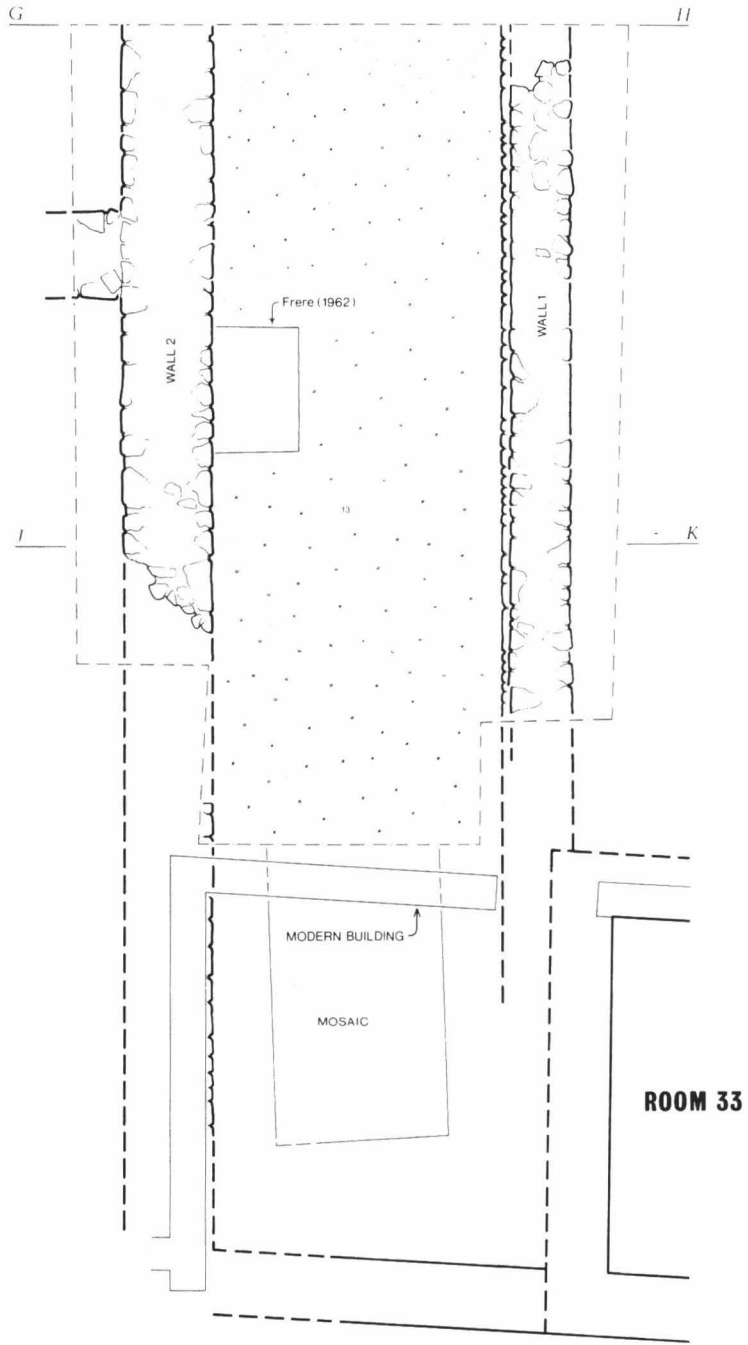 G H
Frere (1962)
WALL 2
WALL 1
13
I K
MODERN BUILDING
MOSAIC
ROOM 33